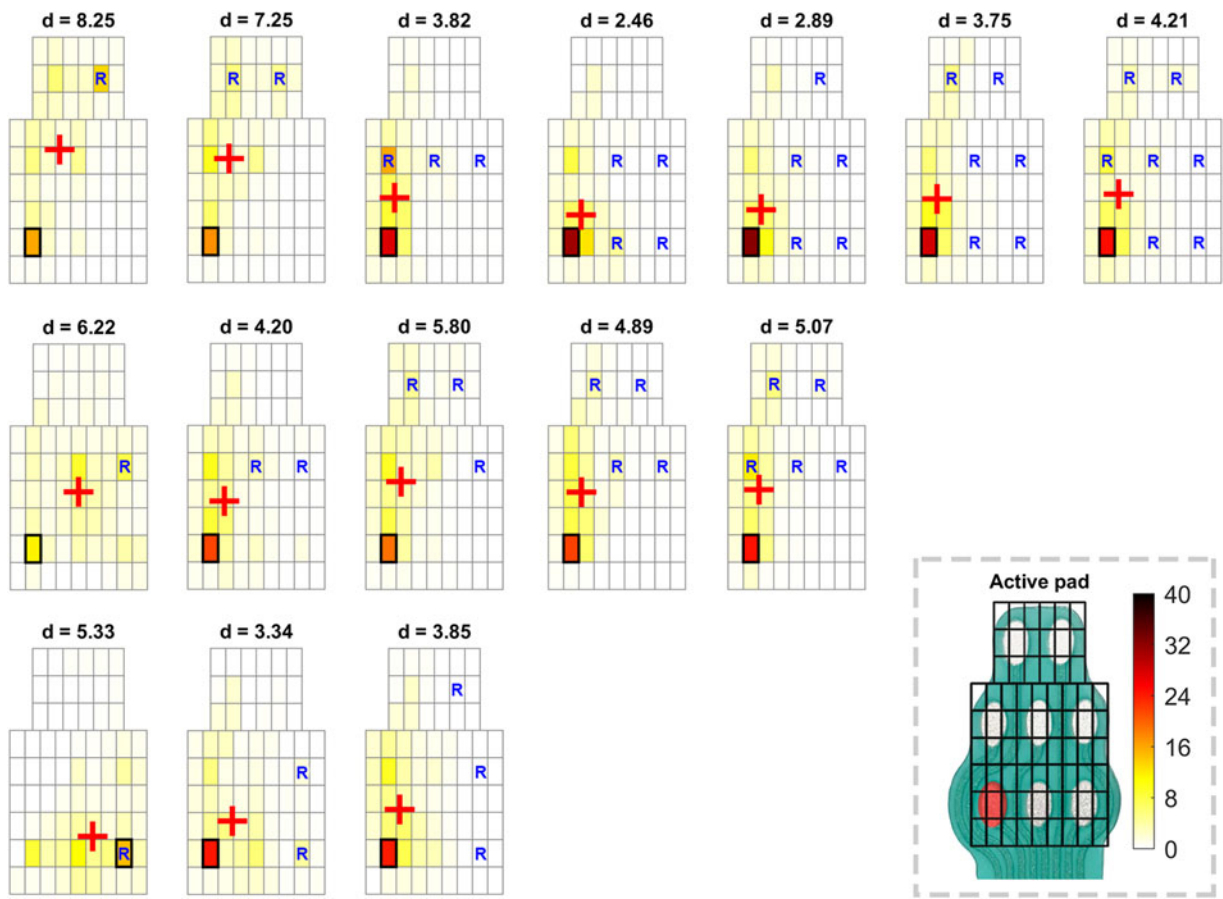 d = 8.25 d = 7.25 d = 3.82 d = 2.46 d = 2.89 d = 3.75 d = 4.21
R R R R R R R R
R R R R R R R R R R R R
R R R R R R R R
d = 6.22 d = 4.20 d = 5.80 d = 4.89 d = 5.07
R R R R R R
R R R R R R R R R
d = 5.33 d = 3.34 d = 3.85
R
R R
R R R
Active pad
40
32
24
16
8
0